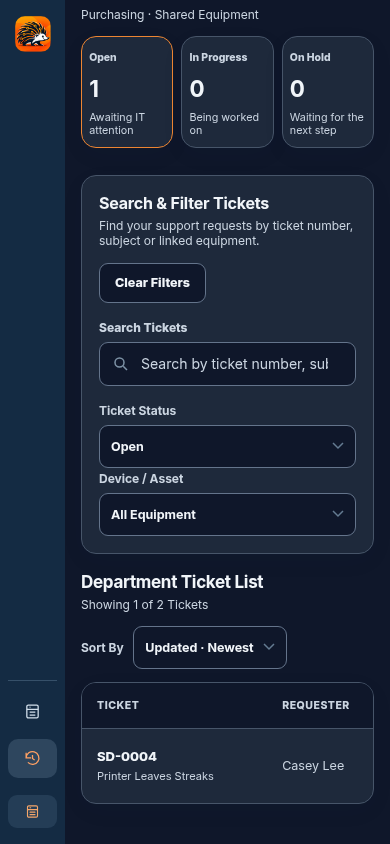 Purchasing · Shared Equipment
Open
1
Awaiting IT
attention
In Progress
0
Being worked
on
On Hold
0
Waiting for the
next step
Search & Filter Tickets
Find your support requests by ticket number,
subject or linked equipment.
Clear Filters
Search Tickets
Search by ticket number, sul
Ticket Status
Open
Device / Asset
All Equipment
Department Ticket List
Showing 1 of 2 Tickets
Sort By
Updated · Newest
TICKET
REQUESTER
SD-0004
Printer Leaves Streaks
Casey Lee